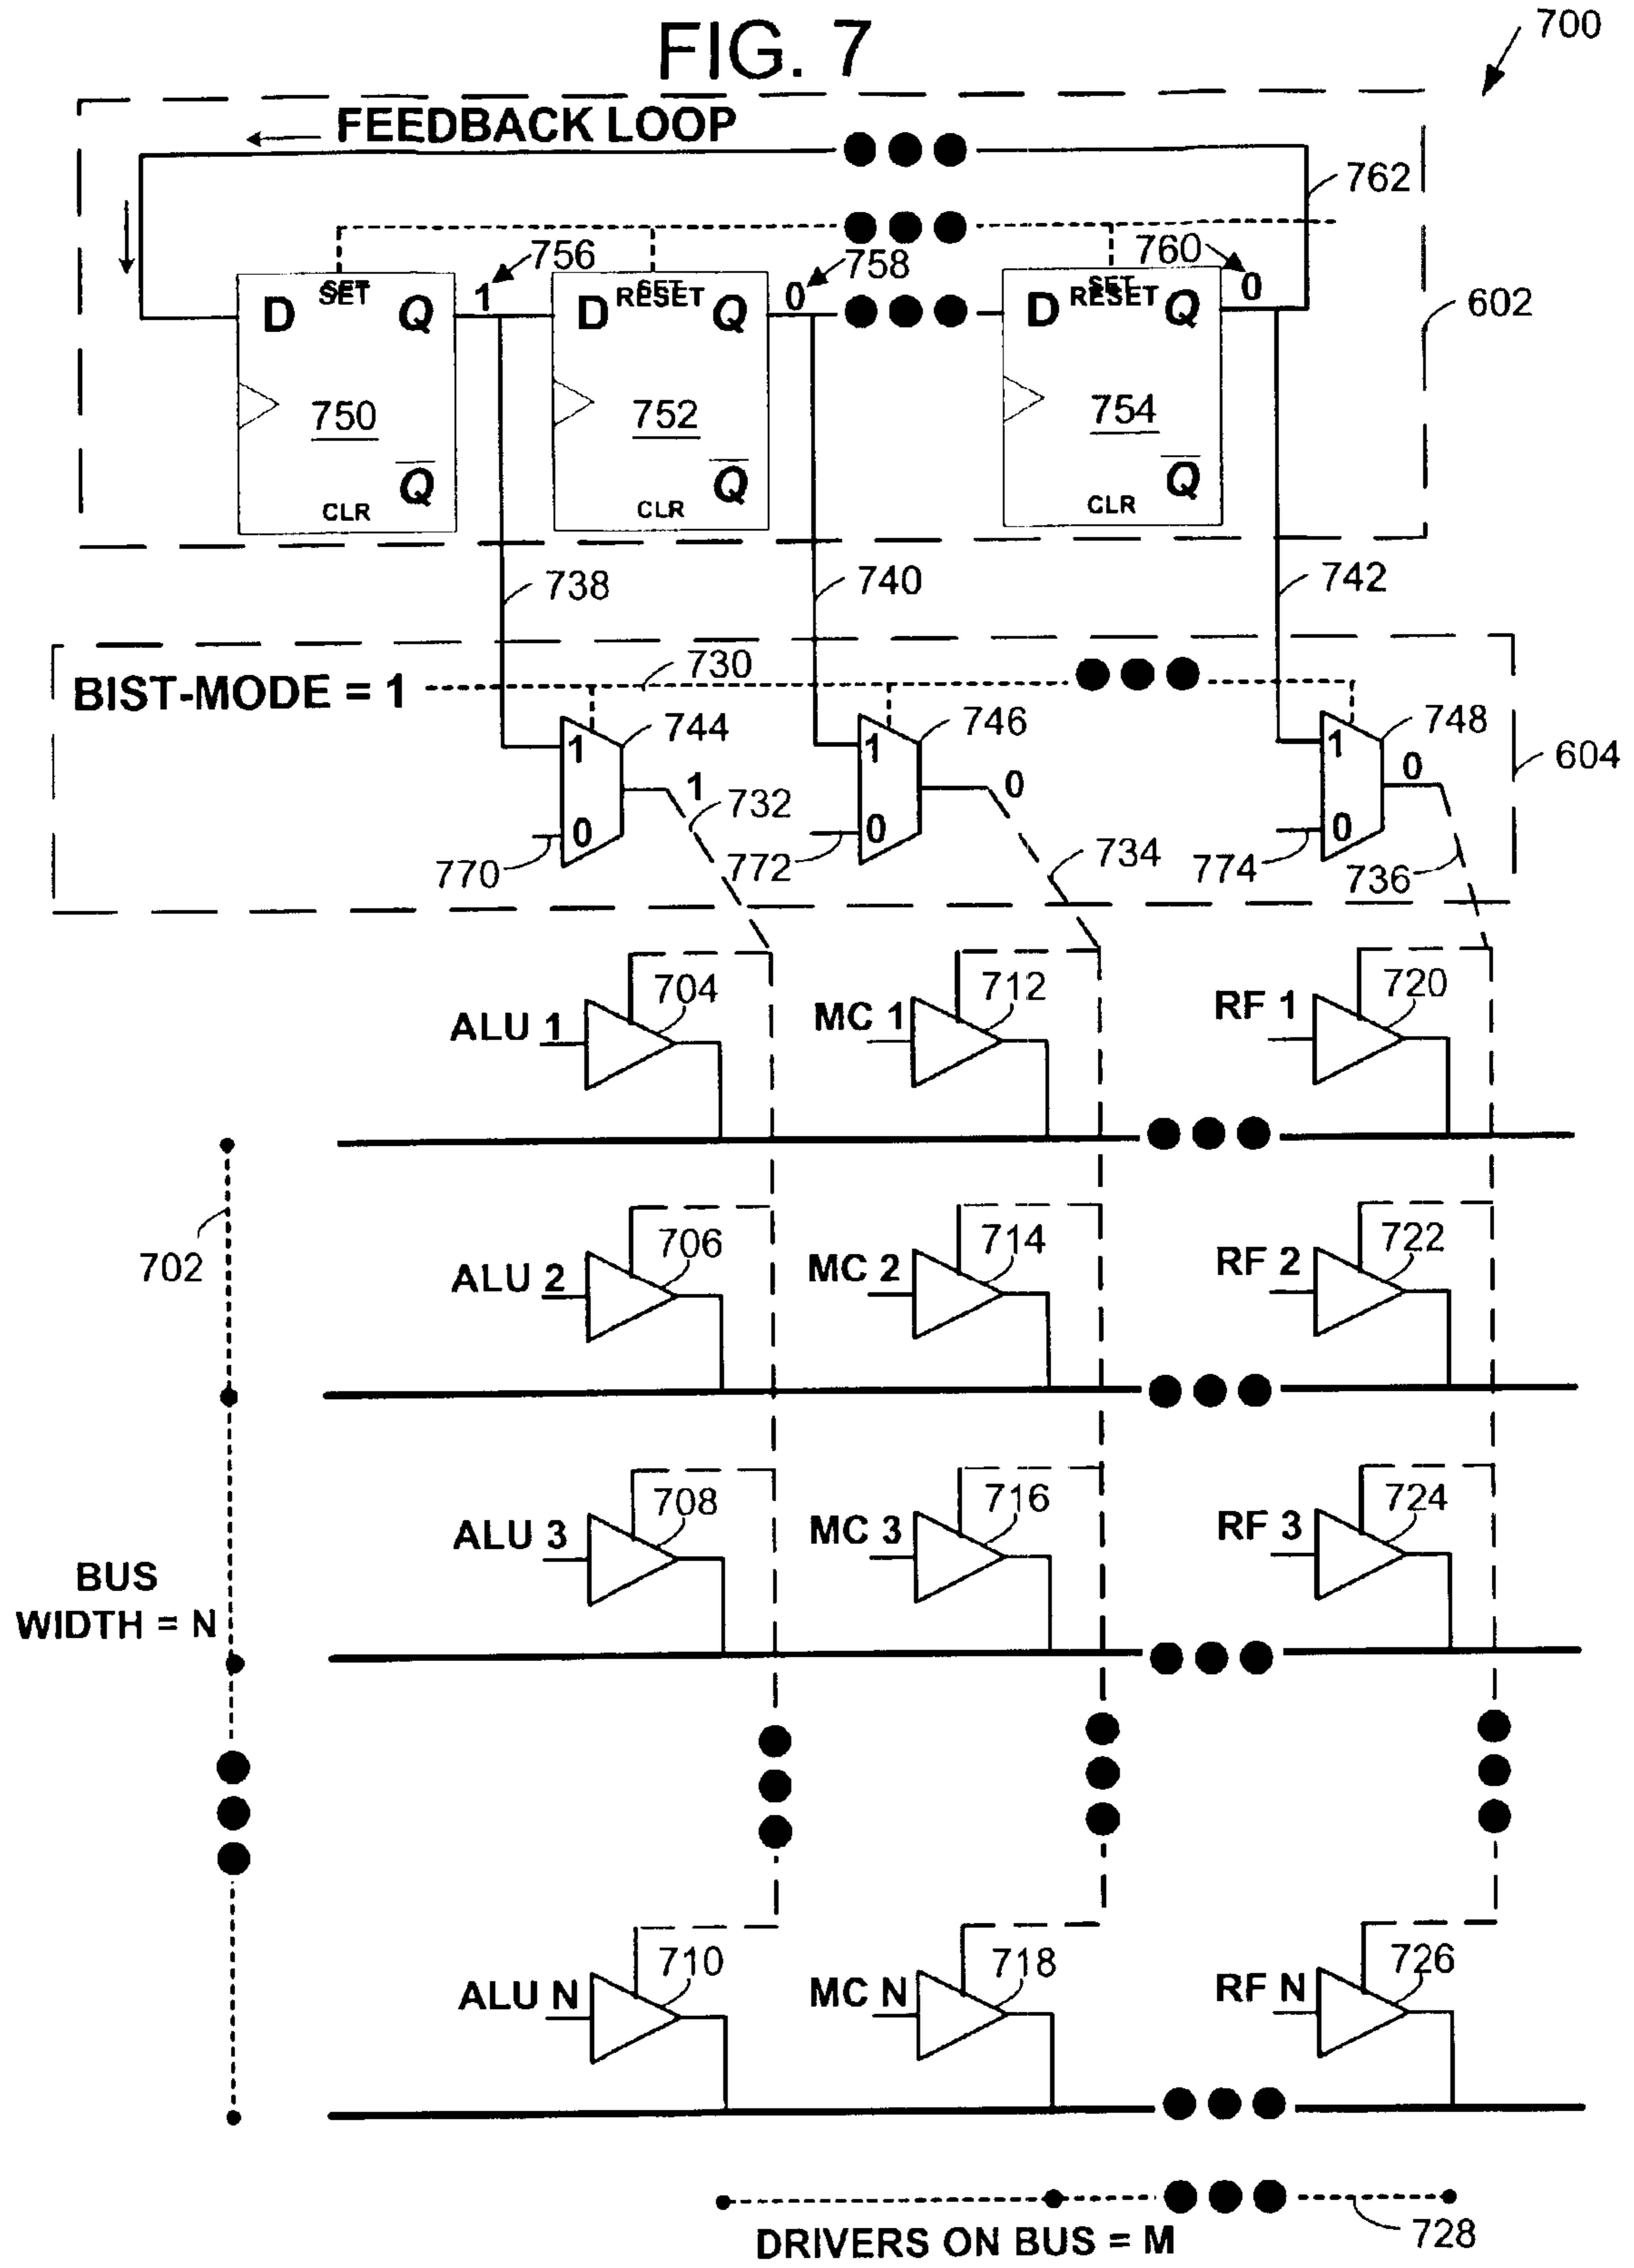 FIG. 7
700
FEEDBACK LOOP
762
756
758
760
D SET Q 1
D RESET Q 0
D RESET Q 0
602
750
752
754
Q
Q
Q
CLR
CLR
CLR
738
740
742
730
BIST-MODE = 1
744
746
748
604
1
1
1
1
0
0
732
0
0
0
770
772
734
774
736
704
712
720
ALU 1
MC 1
RF 1
702
706
714
722
ALU 2
MC 2
RF 2
708
716
724
ALU 3
MC 3
RF 3
BUS
WIDTH = N
710
718
726
ALU N
MC N
RF N
728
DRIVERS ON BUS = M